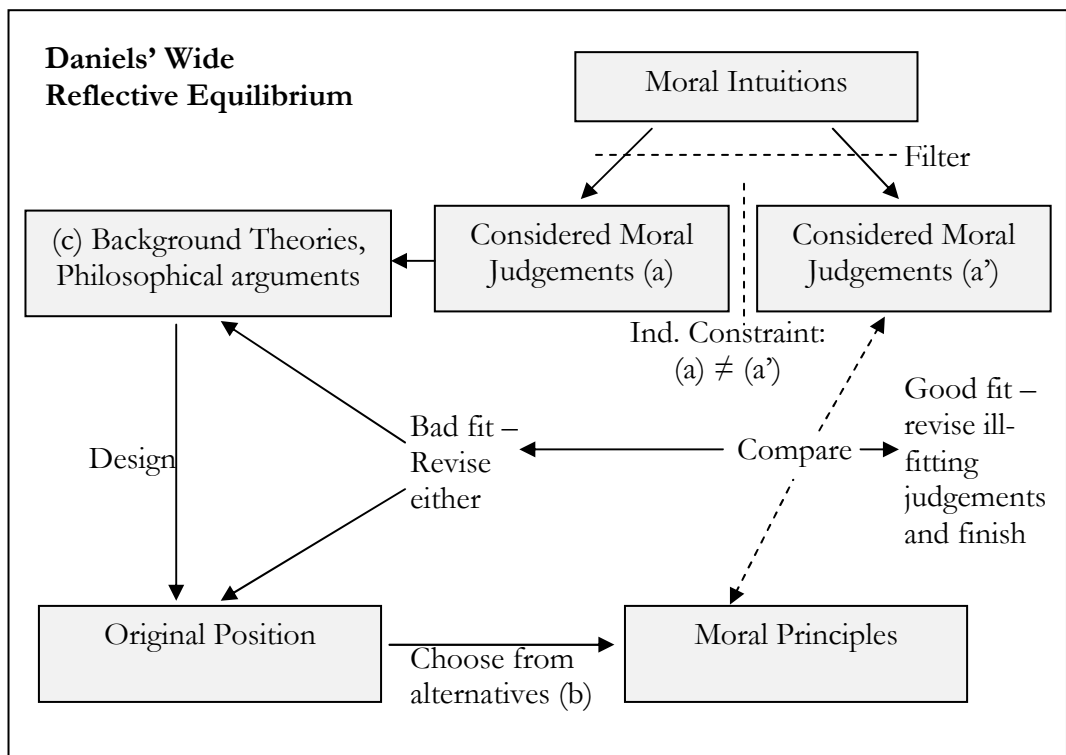 Daniels’ Wide
Reflective Equilibrium
Moral Intuitions
Filter
(c) Background Theories,
Philosophical arguments
Considered Moral
Judgements (a)
Considered Moral
Judgements (a’)
Ind. Constraint:
(a) ≠ (a’)
Design
Bad fit –
Revise
either
Compare
Good fit –
revise ill-
fitting
judgements
and finish
Original Position
Choose from
alternatives (b)
Moral Principles